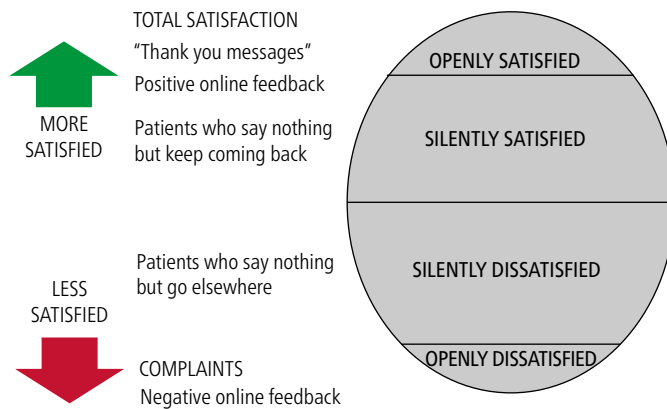 TOTAL SATISFACTION
“Thank you messages”
Positive online feedback
MORE
SATISFIED
Patients who say nothing
but keep coming back
Patients who say nothing
but go elsewhere
LESS
SATISFIED
COMPLAINTS
Negative online feedback
OPENLY SATISFIED
SILENTLY SATISFIED
SILENTLY DISSATISFIED
OPENLY DISSATISFIED